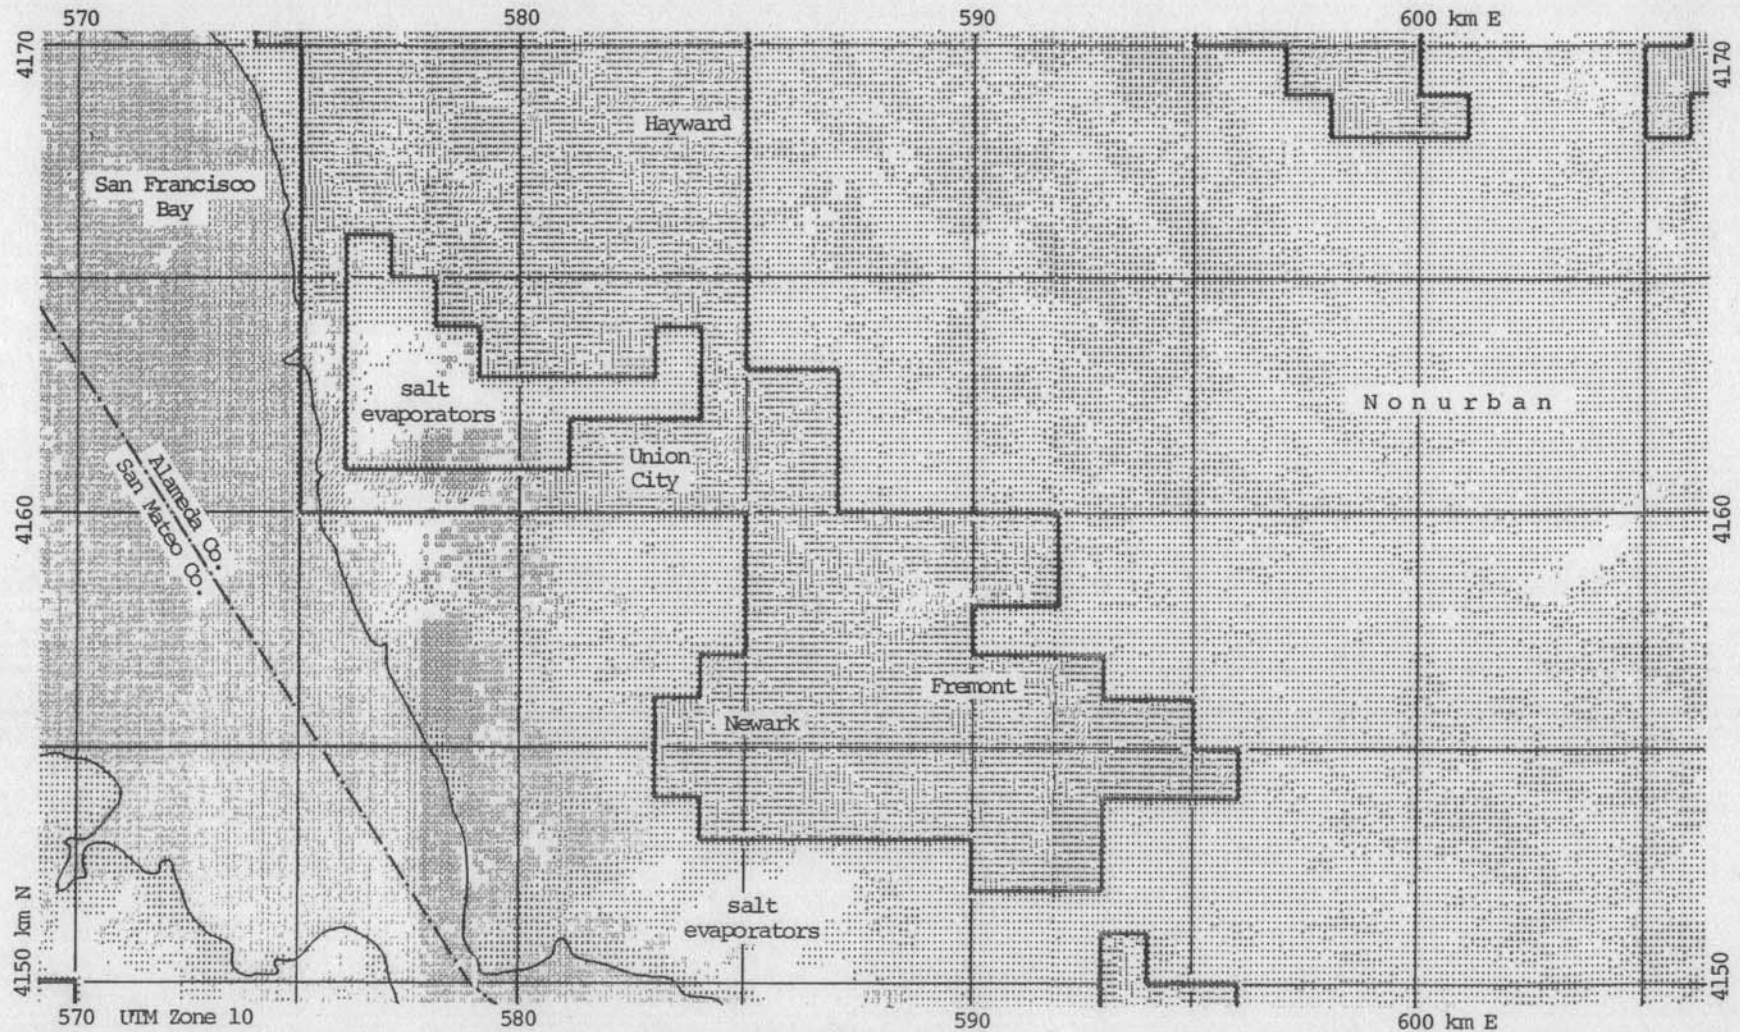 570
580
590
600 km E
4170
4170
Hayward
San Francisco
Bay
salt
evaporators
Nonurban
Union
City
4160
4160
Alameda Co.
San Mateo Co.
Fremont
Newark
salt
evaporators
4150 km N
4150
570 UTM Zone 10
580
590
600 km E